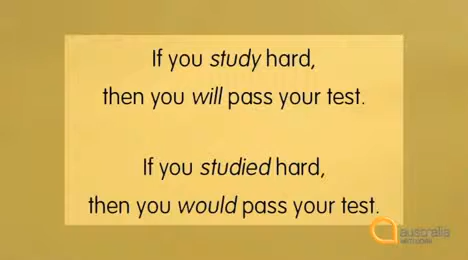 If you study hard,
then you will pass your test.
If you studied hard,
then you would pass your test.
australia
NETWORK